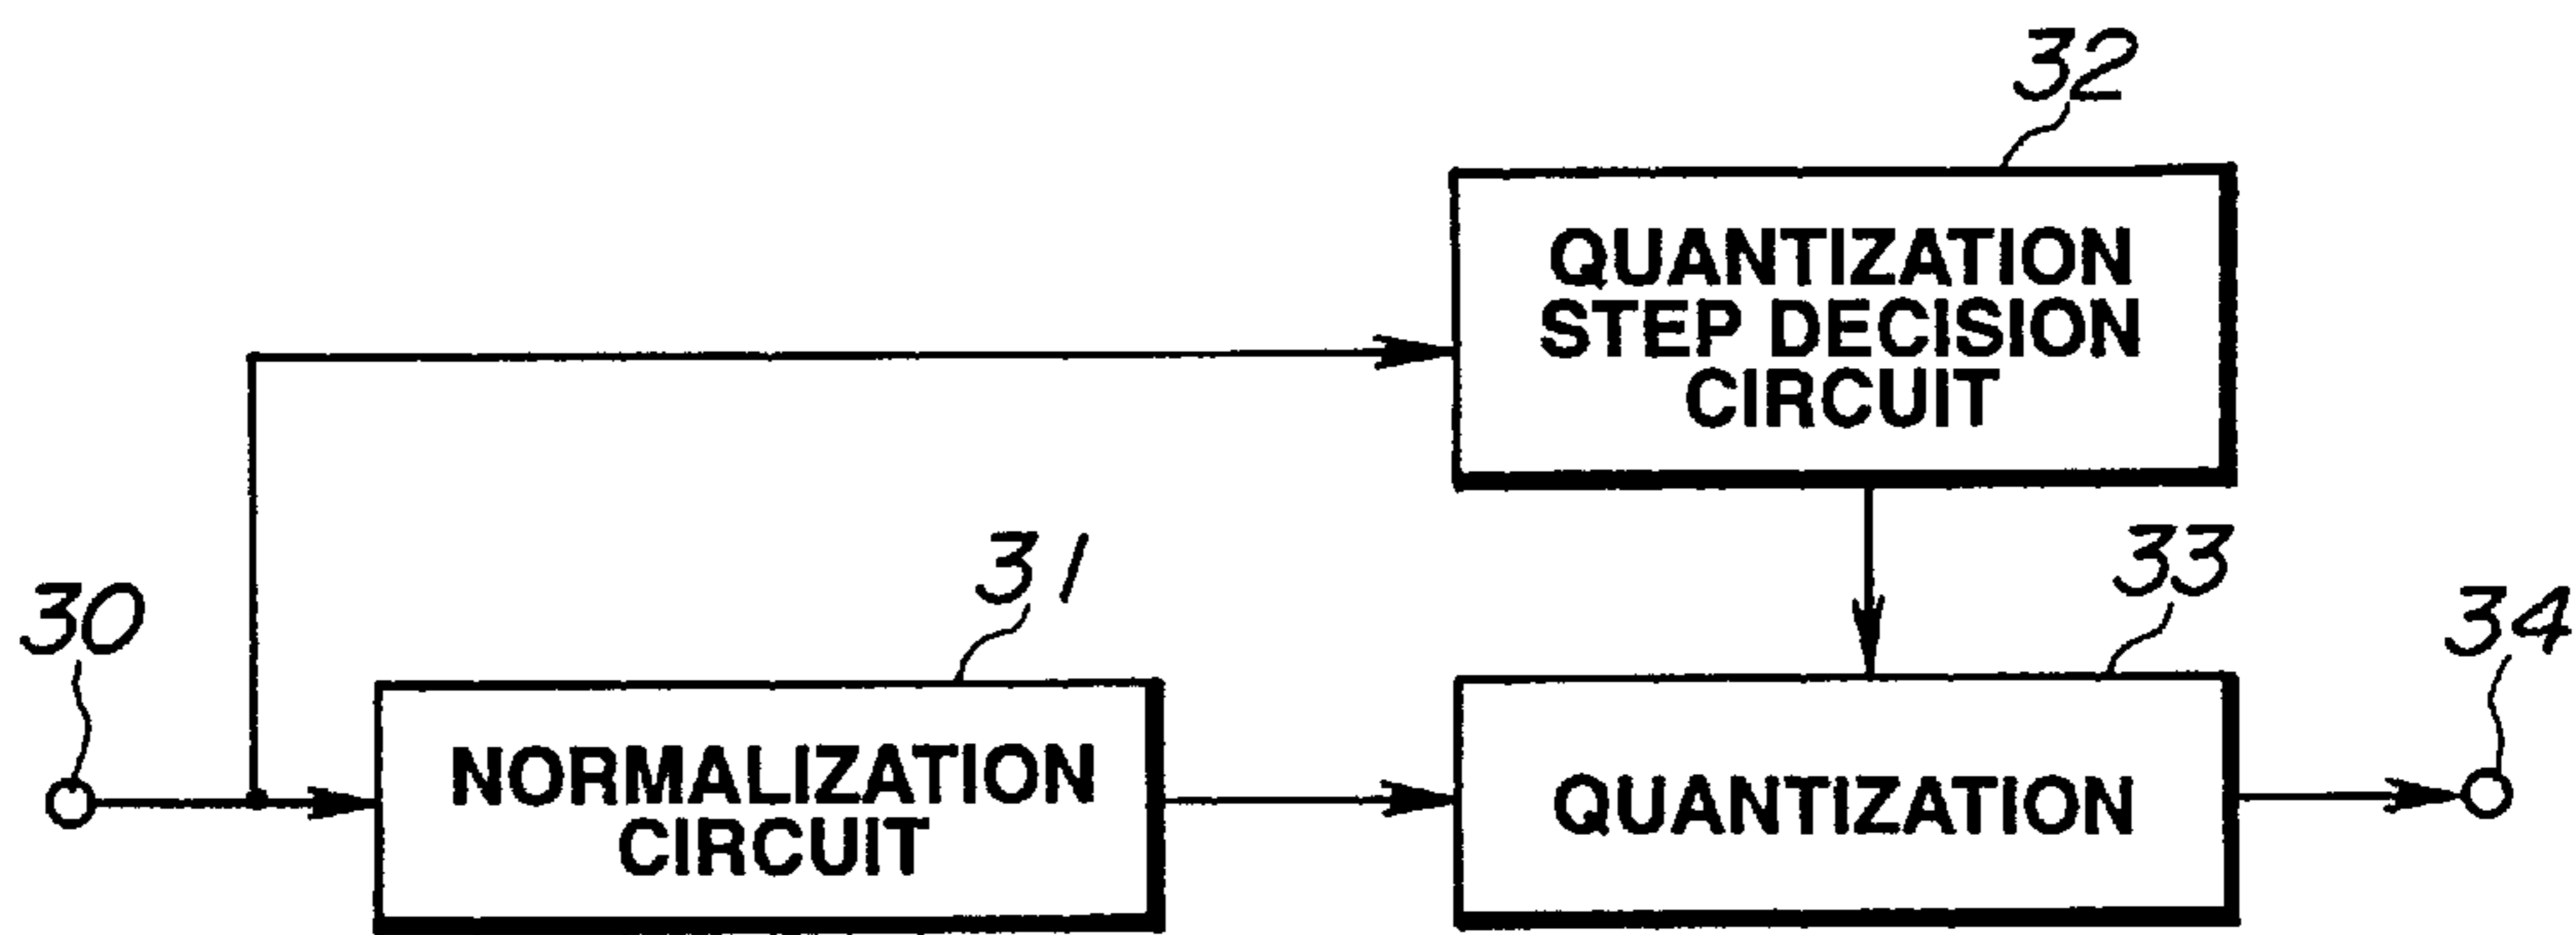 32
QUANTIZATION
STEP DECISION
CIRCUIT
30
31
33
34
NORMALIZATION
CIRCUIT
QUANTIZATION